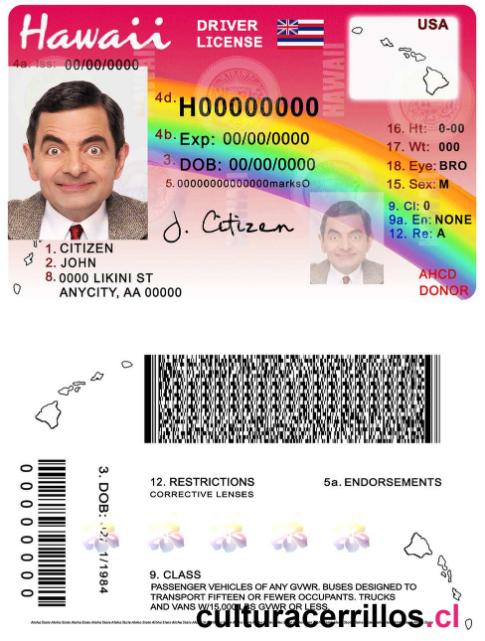 Hawaii
DRIVER
LICENSE
USA
4a. Iss: 00/00/0000
4d. H00000000
4b. Exp: 00/00/0000
3. DOB: 00/00/0000
5. 00000000000000marksO
16. Ht: 0-00
17. Wt: 000
18. Eye: BRO
15. Sex: M
9. Cl: 0
9a. En: NONE
12. Re: A
J. Citizen
1. CITIZEN
2. JOHN
8. 0000 LIKINI ST
ANYCITY, AA 00000
AHCD
DONOR
00000000
3. DOB: 1/1984
12. RESTRICTIONS
CORRECTIVE LENSES
5a. ENDORSEMENTS
9. CLASS
PASSENGER VEHICLES OF ANY GVWR. BUSES DESIGNED TO
TRANSPORT FIFTEEN OR FEWER OCCUPANTS. TRUCKS
AND VANS W/15,000 LBS GVWR OR LESS.
culturacerrillos.cl